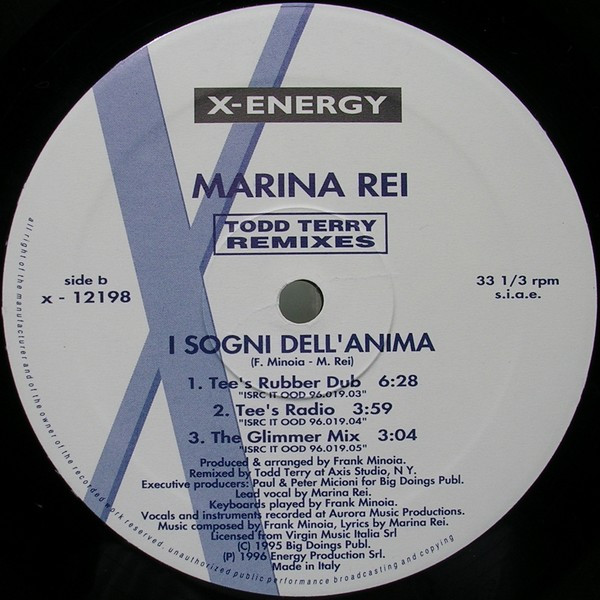 X-ENERGY
MARINA REI
TODD TERRY
REMIXES
side b
x - 12198
33 1/3 rpm
s.i.a.e.
I SOGNI DELL'ANIMA
(F. Minoia - M. Rei)
1. Tee's Rubber Dub 6:28
"ISRC IT OOD 96.019.03"
2. Tee's Radio 3:59
"ISRC IT OOD 96.019.04"
3. The Glimmer Mix 3:04
"ISRC IT OOD 96.019.05"
Produced & arranged by Frank Minoia.
Remixed by Todd Terry at Axis Studio, N Y.
Executive producers: Paul & Peter Micioni for Big Doings Publ.
Lead vocal by Marina Rei.
Keyboards played by Frank Minoia.
Vocals and instruments recorded at Aurora Music Productions.
Music composed by Frank Minoia, Lyrics by Marina Rei.
Licensed from Virgin Music Italia Srl
(C) 1995 Big Doings Publ.
(P) 1996 Energy Production Srl.
Made in Italy
all right of the manufacturer and of the owner of the recorded work reserved. unauthorized public performance broadcasting and copying